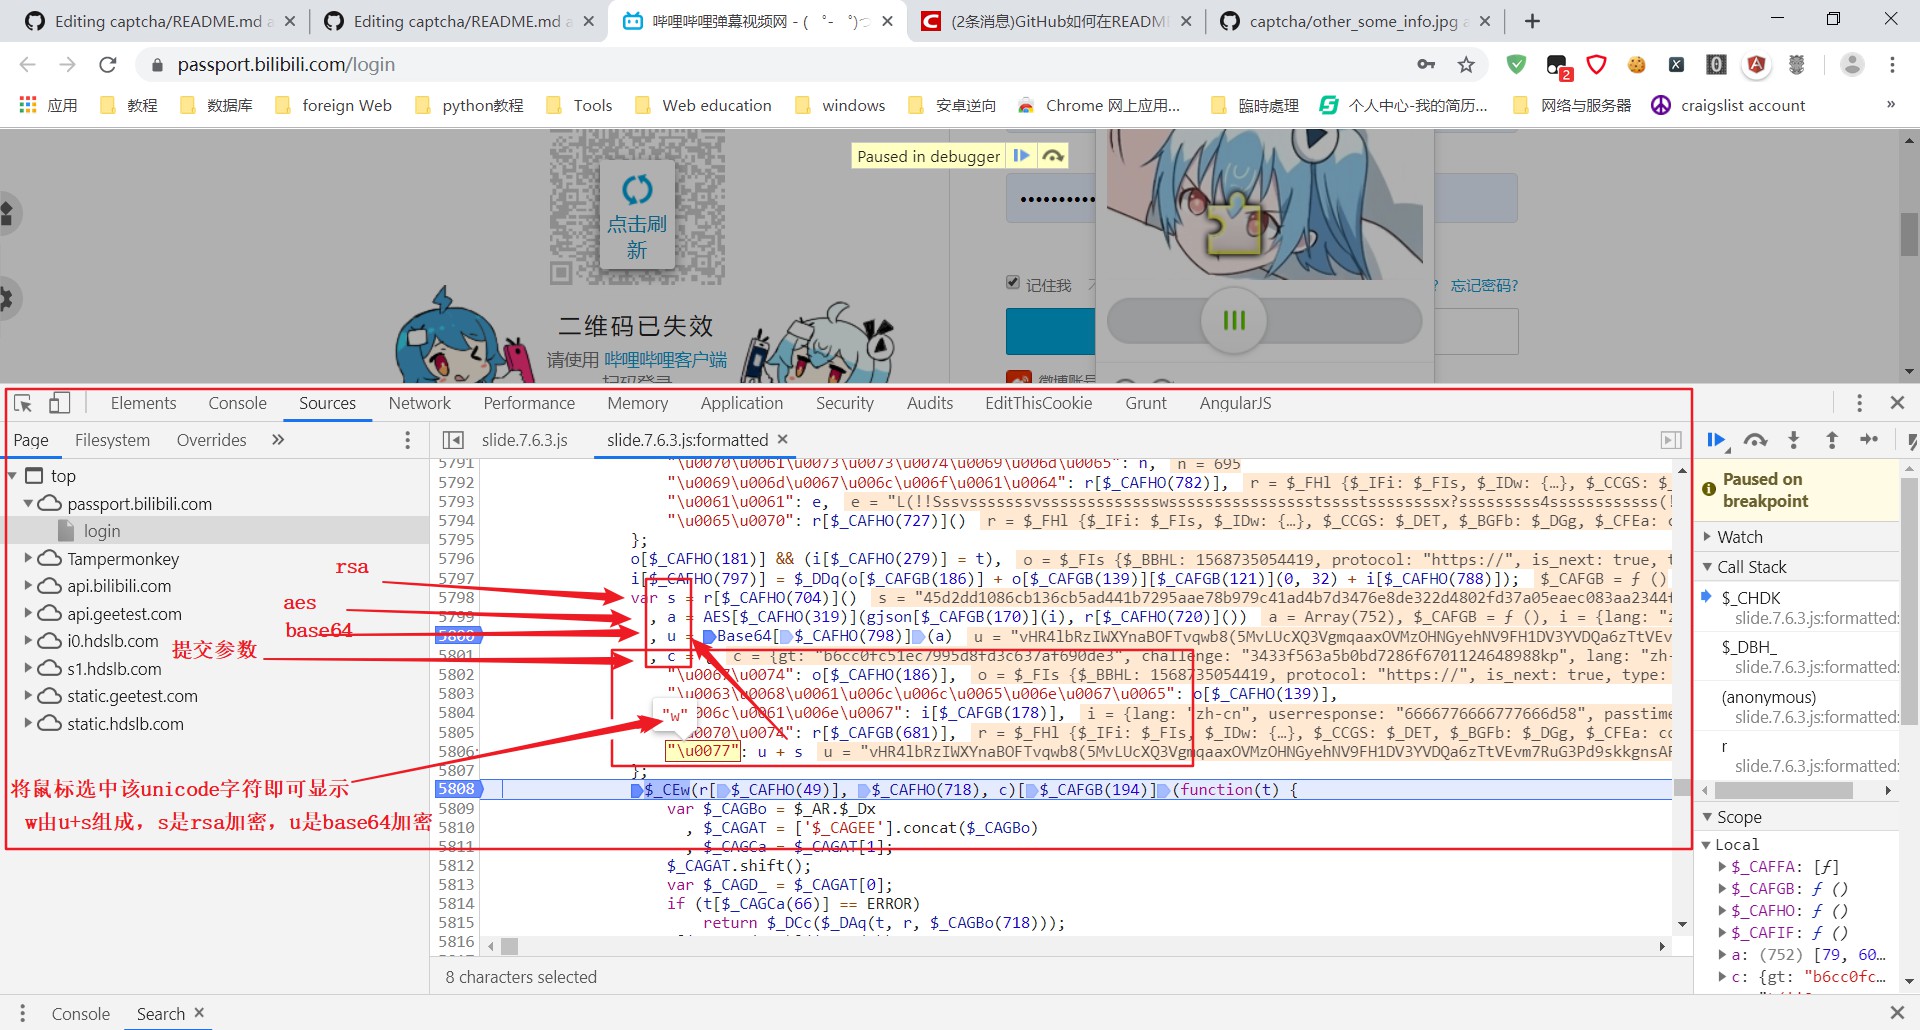 Editing captcha/README.md a
Editing captcha/README.md a
哔哩哔哩弹幕视频网 - ( ゜- ゜)つ
(2条消息)GitHub如何在README
captcha/other_some_info.jpg a
passport.bilibili.com/login
2
应用
教程
数据库
foreign Web
python教程
Tools
Web education
windows
安卓逆向
Chrome 网上应用...
臨時處理
个人中心-我的简历...
网络与服务器
craigslist account
»
Paused in debugger
点击刷
新
二维码已失效
请使用 哔哩哔哩客户端
扫码登录
••••••••••
记住我
忘记密码?
微博账号
Elements
Console
Sources
Network
Performance
Memory
Application
Security
Audits
EditThisCookie
Grunt
AngularJS
Page
Filesystem
Overrides
»
slide.7.6.3.js
slide.7.6.3.js:formatted
top
passport.bilibili.com
login
Tampermonkey
api.bilibili.com
api.geetest.com
i0.hdslb.com
s1.hdslb.com
static.geetest.com
static.hdslb.com
rsa
aes
base64
提交参数
将鼠标选中该unicode字符即可显示
w由u+s组成，s是rsa加密，u是base64加密
5791 "\u0070\u0061\u0073\u0073\u0074\u0069\u006d\u0065": n, n = 695
5792 "\u0069\u006d\u0067\u006c\u006f\u0061\u0064": r[$_CAFHO(782)], r = $_FHl {$_IFi: $_FIs, $_IDw: {…}, $_CCGS: $_
5793 "\u0061\u0061": e,
5794 "\u0065\u0070": r[$_CAFHO(727)]() r = $_FHl {$_IFi: $_FIs, $_IDw: {…}, $_CCGS: $_DET, $_BGFb: $_DGg, $_CFEa: c
5795 };
5796 o[$_CAFHO(181)] && (i[$_CAFHO(279)] = t), o = $_FIs {$_BBHL: 1568735054419, protocol: "https://", is_next: true, t
5797 i[$_CAFHO(797)] = $_DDq(o[$_CAFGB(186)] + o[$_CAFGB(139)][$_CAFGB(121)](0, 32) + i[$_CAFHO(788)]); $_CAFGB = ƒ ()
5798 var s = r[$_CAFHO(704)]() s = "45d2dd1086cb136cb5ad441b7295aae78b979c41ad4b7d3476e8de322d4802fd37a05eaec083aa2344f
5799 , a = AES[$_CAFHO(319)](gjson[$_CAFGB(170)](i), r[$_CAFHO(720)]()) a = Array(752), $_CAFGB = ƒ (), i = {lang: "z
5800 , u = Base64[$_CAFHO(798)](a) u = "vHR4lbRzIWXYnaBOFTvqwb8(5MvLUcXQ3VgmqaaxOVMzOHNGyehNV9FH1DV3YVDQa6zTtVEv
5801 , c = { c = {gt: "b6cc0fc51ec7995d8fd3c637af690de3", challenge: "3433f563a5b0bd7286f6701124648988kp", lang: "zh-
5802 "\u0067\u0074": o[$_CAFHO(186)], o = $_FIs {$_BBHL: 1568735054419, protocol: "https://", is_next: true, type:
5803 "\u0063\u0068\u0061\u006c\u006c\u0065\u006e\u0067\u0065": o[$_CAFHO(139)],
5804 006c\u0061\u006e\u0067": i[$_CAFGB(178)], i = {lang: "zh-cn", userresponse: "6666776666777666d58", passtime
"w"
5805 \u0070\u0074": r[$_CAFGB(681)], r = $_FHl {$_IFi: $_FIs, $_IDw: {…}, $_CCGS: $_DET, $_BGFb: $_DGg, $_CFEa: cc
5806 "\u0077": u + s u = "vHR4lbRzIWXYnaBOFTvqwb8(5MvLUcXQ3VgmqaaxOVMzOHNGyehNV9FH1DV3YVDQa6zTtVEvm7RuG3Pd9skkgnsAF
5807 };
5808 $_CEw(r[$_CAFHO(49)], $_CAFHO(718), c)[$_CAFGB(194)](function(t) {
5809 var $_CAGBo = $_AR.$_Dx
5810 , $_CAGAT = ['$_CAGEE'].concat($_CAGBo)
5811 , $_CAGCa = $_CAGAT[1];
5812 $_CAGAT.shift();
5813 var $_CAGD_ = $_CAGAT[0];
5814 if (t[$_CAGCa(66)] == ERROR)
5815 return $_DCc($_DAq(t, r, $_CAGBo(718)));
5816
8 characters selected
Paused on
breakpoint
Watch
Call Stack
$_CHDK
slide.7.6.3.js:formatted:
$_DBH_
slide.7.6.3.js:formatted:
(anonymous)
slide.7.6.3.js:formatted:
r
slide.7.6.3.js:formatted:
Scope
Local
$_CAFFA: [ƒ]
$_CAFGB: ƒ ()
$_CAFHO: ƒ ()
$_CAFIF: ƒ ()
a: (752) [79, 60…
c: {gt: "b6cc0fc…
Console
Search